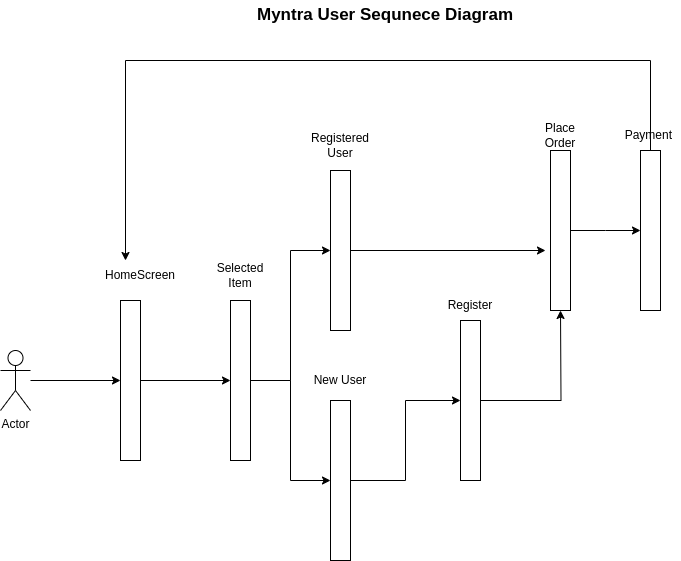 Myntra User Sequnece Diagram
Place
Order
Payment
Registered
User
HomeScreen
Selected
Item
Register
New User
Actor